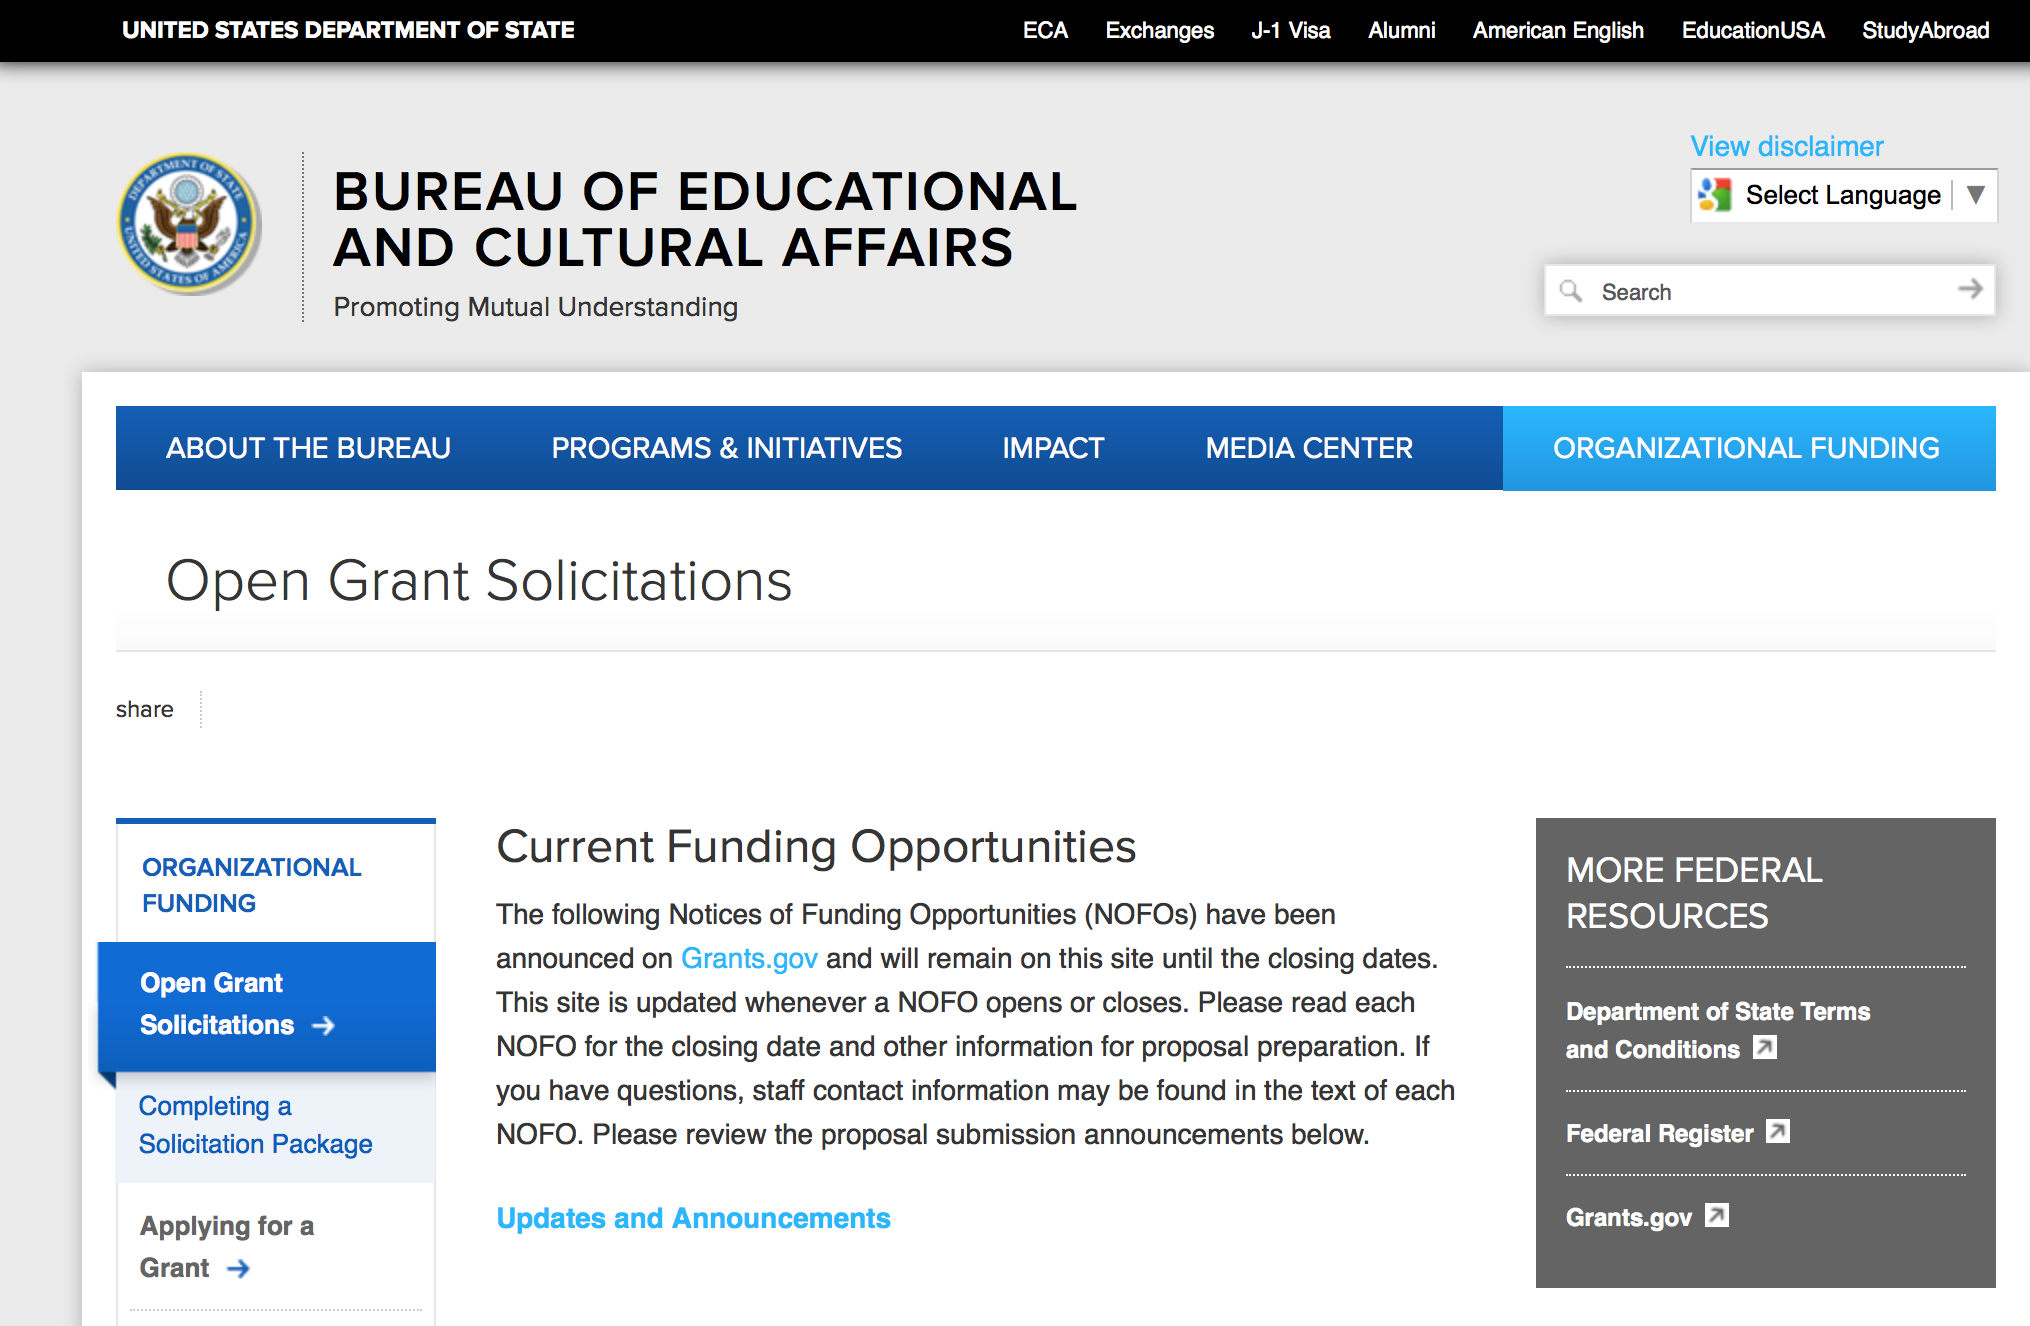 UNITED STATES DEPARTMENT OF STATE
ECA Exchanges J-1 Visa Alumni American English EducationUSA StudyAbroad
View disclaimer
Select Language ▼
DEPARTMENT OF STATE
UNITED STATES OF AMERICA
BUREAU OF EDUCATIONAL
AND CULTURAL AFFAIRS
Promoting Mutual Understanding
Search
ABOUT THE BUREAU PROGRAMS & INITIATIVES IMPACT MEDIA CENTER ORGANIZATIONAL FUNDING
Open Grant Solicitations
share
ORGANIZATIONAL
FUNDING
Open Grant
Solicitations
Completing a
Solicitation Package
Applying for a
Grant
Current Funding Opportunities
The following Notices of Funding Opportunities (NOFOs) have been
announced on Grants.gov and will remain on this site until the closing dates.
This site is updated whenever a NOFO opens or closes. Please read each
NOFO for the closing date and other information for proposal preparation. If
you have questions, staff contact information may be found in the text of each
NOFO. Please review the proposal submission announcements below.
Updates and Announcements
MORE FEDERAL
RESOURCES
Department of State Terms
and Conditions
Federal Register
Grants.gov